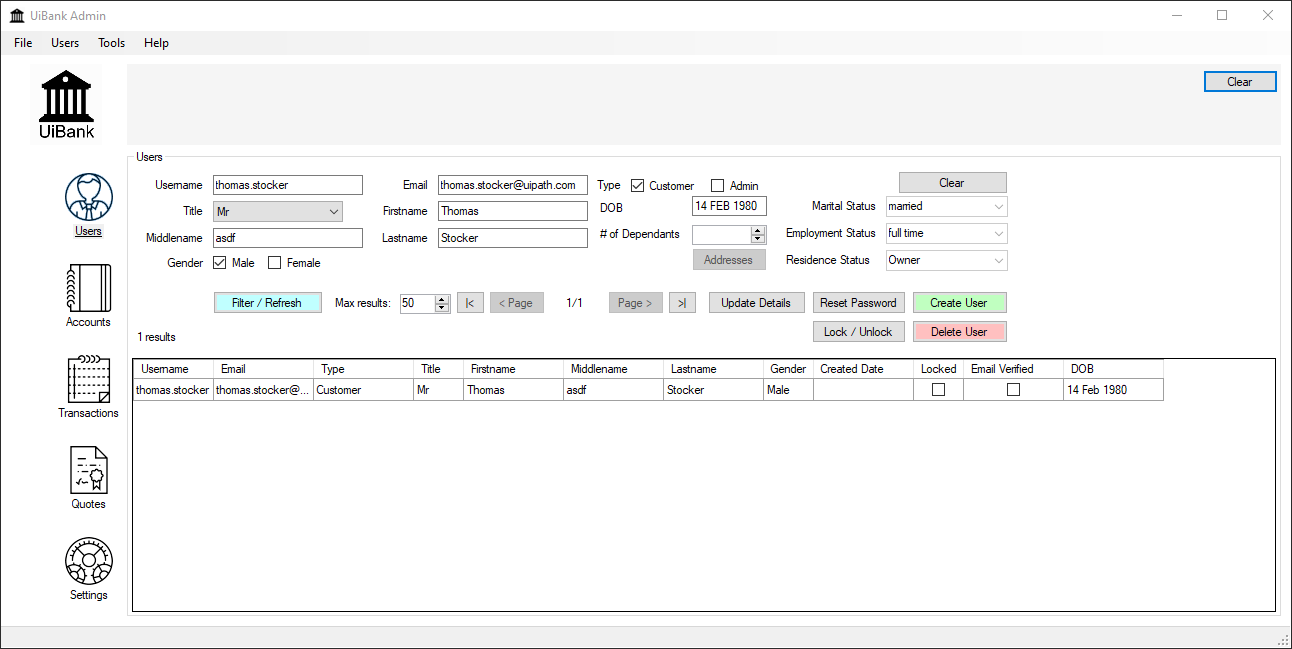 UiBank Admin
File Users Tools Help
UiBank
Clear
Users
Username thomas.stocker Email thomas.stocker@uipath.com Type Customer Admin Clear
Title Mr Firstname Thomas DOB 14 FEB 1980 Marital Status married
Middlename asdf Lastname Stocker # of Dependants Employment Status full time
Gender Male Female Addresses Residence Status Owner
Filter / Refresh Max results: 50 |< < Page 1/1 Page > >| Update Details Reset Password Create User
1 results Lock / Unlock Delete User
Username Email Type Title Firstname Middlename Lastname Gender Created Date Locked Email Verified DOB
thomas.stocker thomas.stocker@... Customer Mr Thomas asdf Stocker Male 14 Feb 1980
Users
Accounts
Transactions
Quotes
Settings